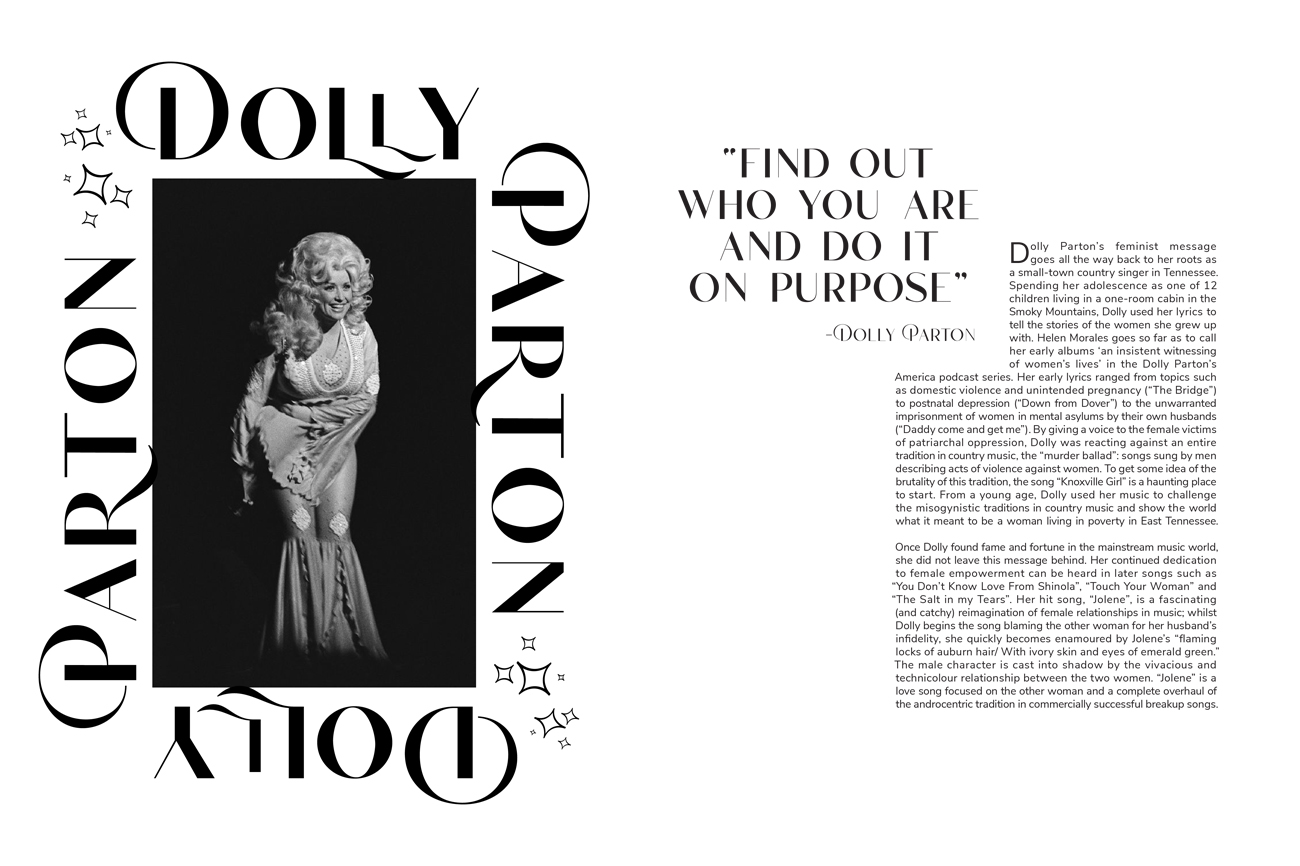 DOLLY
PARTON
PARTON
DOLLY
"FIND OUT
WHO YOU ARE
AND DO IT
ON PURPOSE"
-DOLLY PARTON
Dolly Parton's feminist message
goes all the way back to her roots as
a small-town country singer in Tennessee.
Spending her adolescence as one of 12
children living in a one-room cabin in the
Smoky Mountains, Dolly used her lyrics to
tell the stories of the women she grew up
with. Helen Morales goes so far as to call
her early albums 'an insistent witnessing
of women's lives' in the Dolly Parton's
America podcast series. Her early lyrics ranged from topics such
as domestic violence and unintended pregnancy ("The Bridge")
to postnatal depression ("Down from Dover") to the unwarranted
imprisonment of women in mental asylums by their own husbands
("Daddy come and get me"). By giving a voice to the female victims
of patriarchal oppression, Dolly was reacting against an entire
tradition in country music, the "murder ballad": songs sung by men
describing acts of violence against women. To get some idea of the
brutality of this tradition, the song "Knoxville Girl" is a haunting place
to start. From a young age, Dolly used her music to challenge
the misogynistic traditions in country music and show the world
what it meant to be a woman living in poverty in East Tennessee.
Once Dolly found fame and fortune in the mainstream music world,
she did not leave this message behind. Her continued dedication
to female empowerment can be heard in later songs such as
"You Don't Know Love From Shinola", "Touch Your Woman" and
"The Salt in my Tears". Her hit song, "Jolene", is a fascinating
(and catchy) reimagination of female relationships in music; whilst
Dolly begins the song blaming the other woman for her husband's
infidelity, she quickly becomes enamoured by Jolene's "flaming
locks of auburn hair/ With ivory skin and eyes of emerald green."
The male character is cast into shadow by the vivacious and
technicolour relationship between the two women. "Jolene" is a
love song focused on the other woman and a complete overhaul of
the androcentric tradition in commercially successful breakup songs.